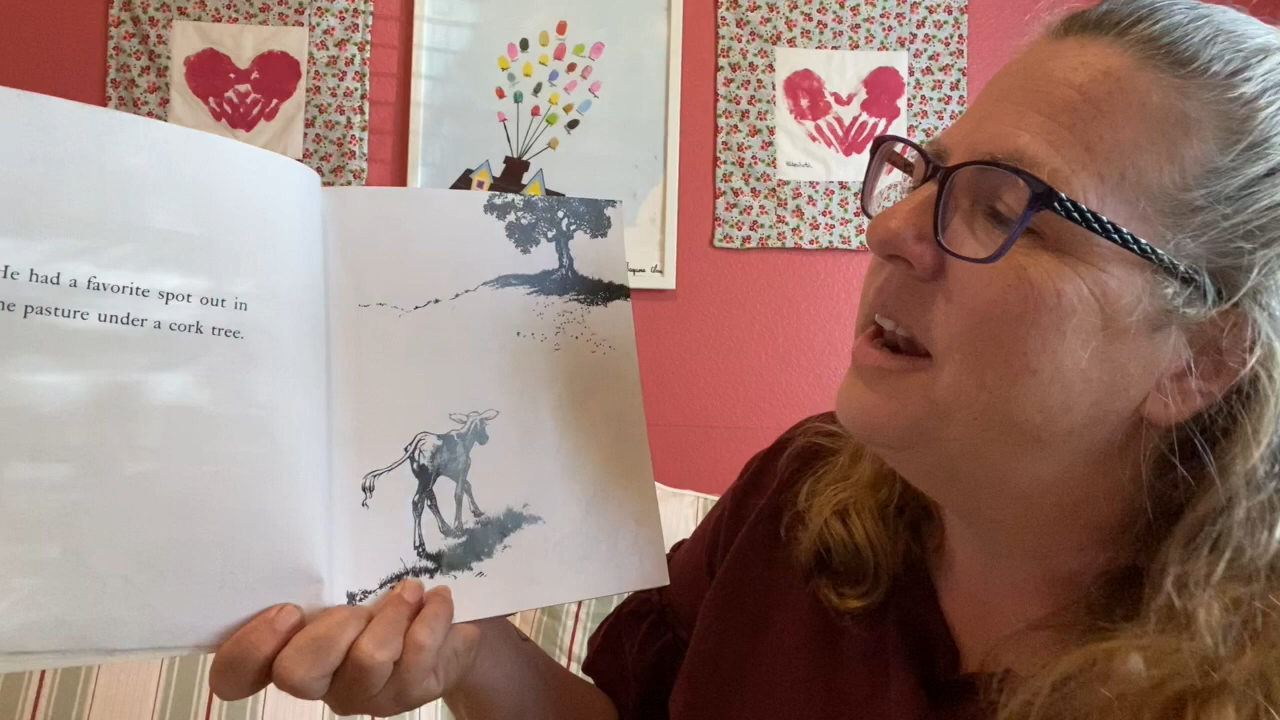 He had a favorite spot out in
he pasture under a cork tree.